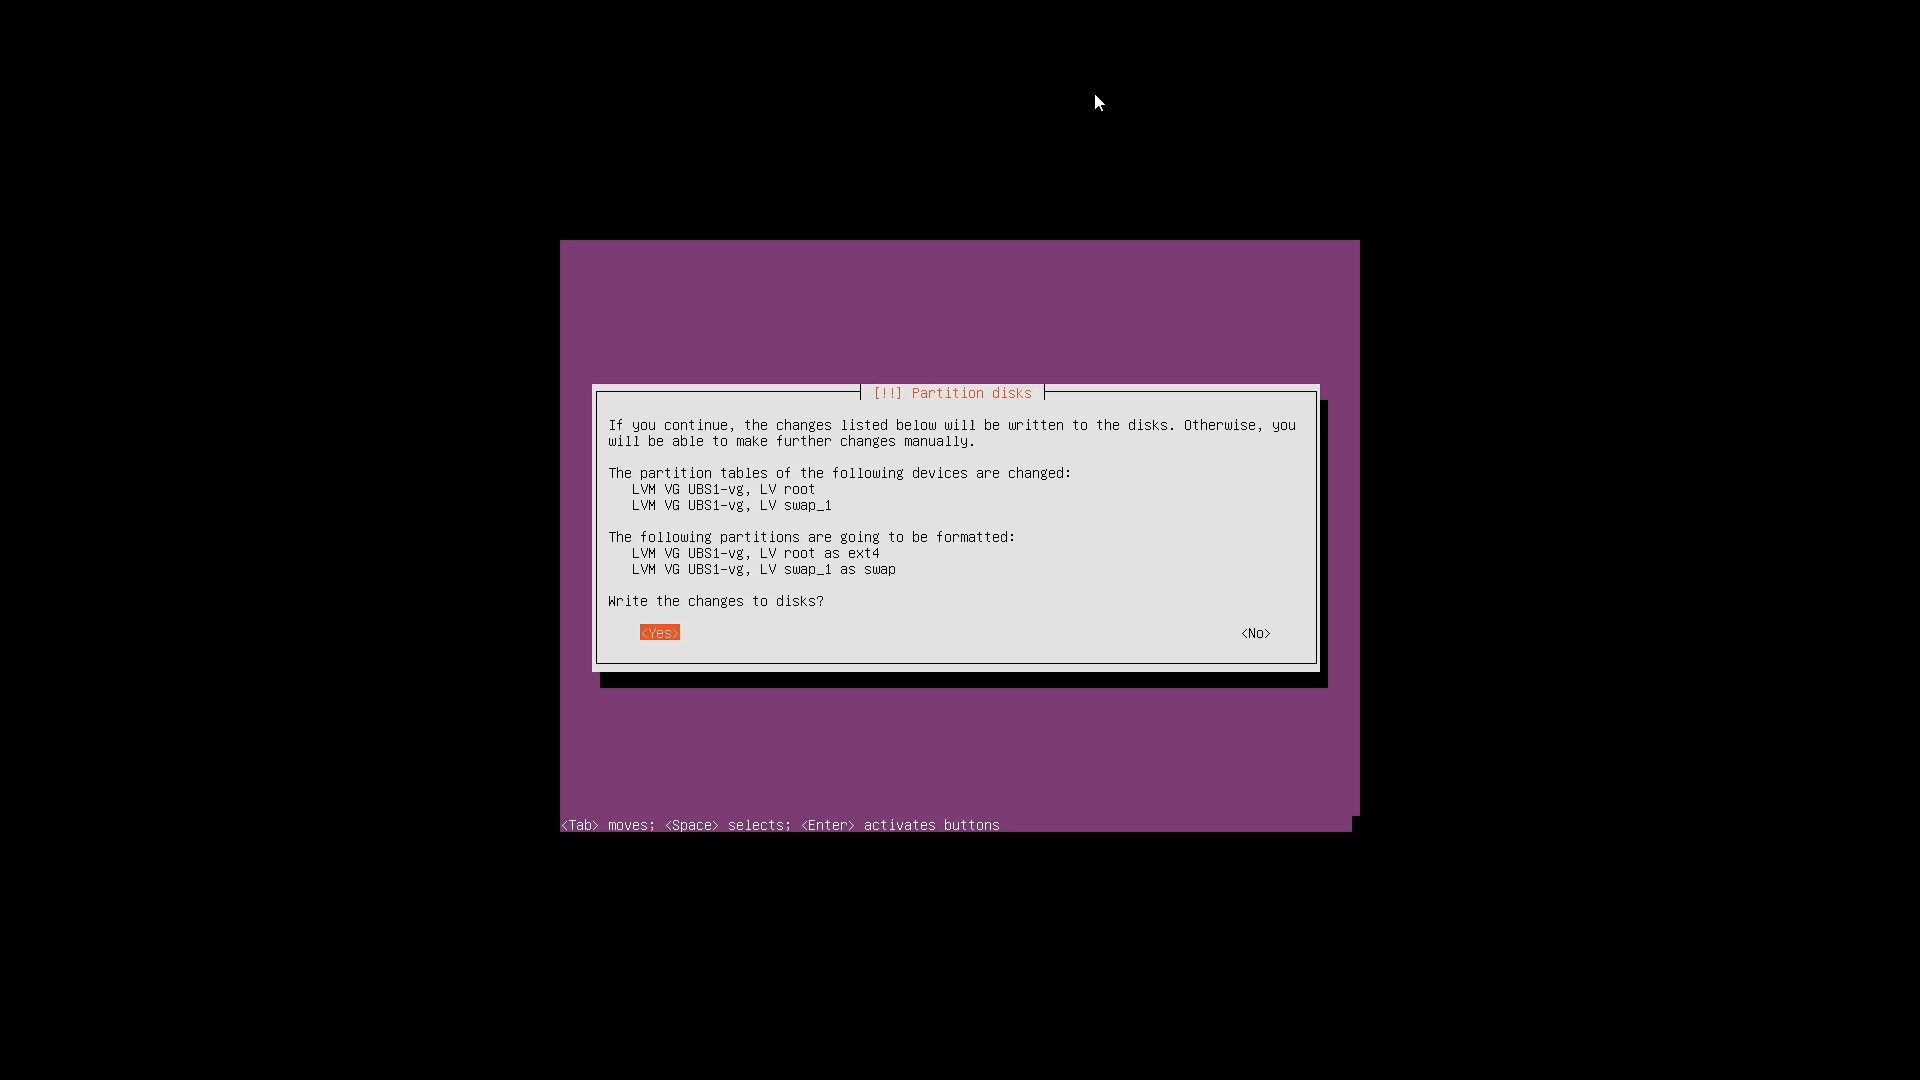 [!!] Partition disks
If you continue, the changes listed below will be written to the disks. Otherwise, you
will be able to make further changes manually.
The partition tables of the following devices are changed:
LVM VG UBS1-vg, LV root
LVM VG UBS1-vg, LV swap_1
The following partitions are going to be formatted:
LVM VG UBS1-vg, LV root as ext4
LVM VG UBS1-vg, LV swap_1 as swap
Write the changes to disks?
<Yes> <No>
<Tab> moves; <Space> selects; <Enter> activates buttons